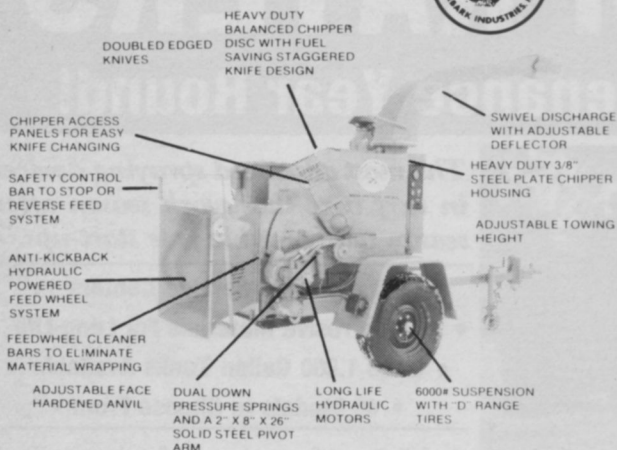 BARK INDUSTRIES,
DOUBLED EDGED
KNIVES
HEAVY DUTY
BALANCED CHIPPER
DISC WITH FUEL
SAVING STAGGERED
KNIFE DESIGN
CHIPPER ACCESS
PANELS FOR EASY
KNIFE CHANGING
SWIVEL DISCHARGE
WITH ADJUSTABLE
DEFLECTOR
SAFETY CONTROL
BAR TO STOP OR
REVERSE FEED
SYSTEM
HEAVY DUTY 3/8"
STEEL PLATE CHIPPER
HOUSING
ADJUSTABLE TOWING
HEIGHT
ANTI-KICKBACK
HYDRAULIC
POWERED
FEED WHEEL
SYSTEM
FEEDWHEEL CLEANER
BARS TO ELIMINATE
MATERIAL WRAPPING
ADJUSTABLE FACE
HARDENED ANVIL
DUAL DOWN
PRESSURE SPRINGS
AND A 2" X 8" X 26"
SOLID STEEL PIVOT
ARM
LONG LIFE
HYDRAULIC
MOTORS
6000# SUSPENSION
WITH "D" RANGE
TIRES